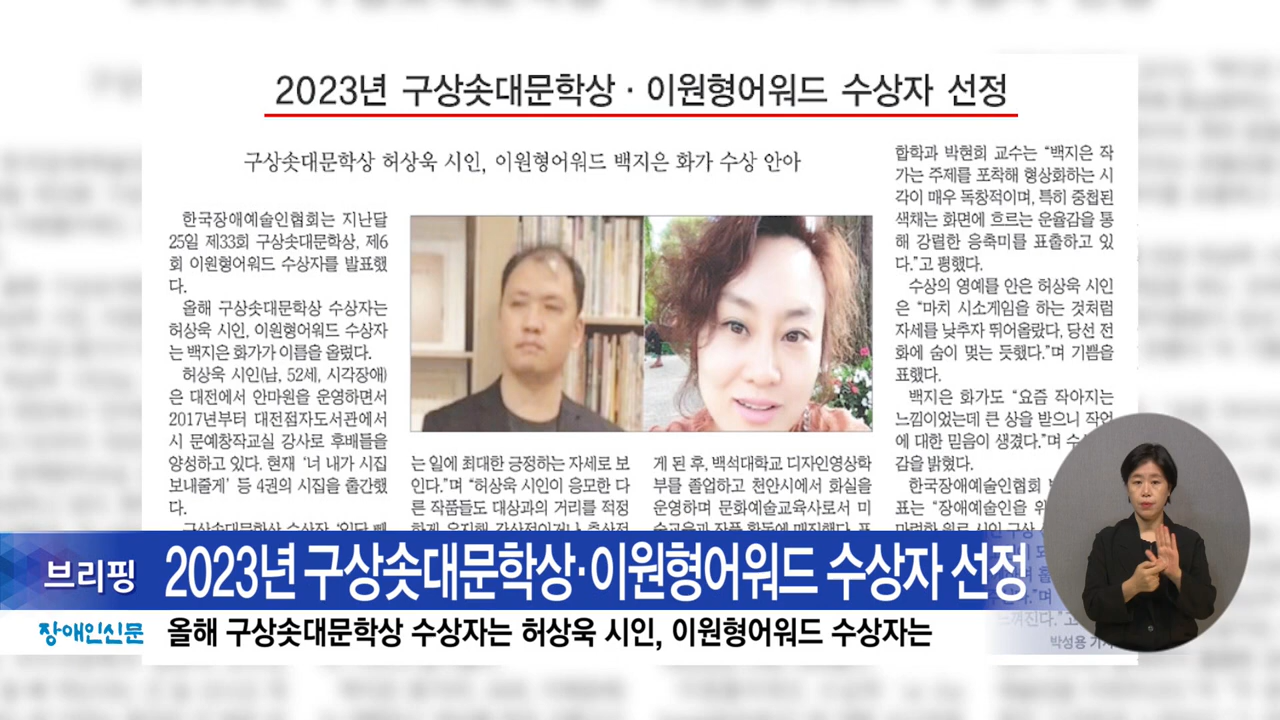 2023년 구상솟대문학상 · 이원형어워드 수상자 선정
구상솟대문학상 허상욱 시인, 이원형어워드 백지은 화가 수상 안아
한국장애예술인협회는 지난달
25일 제33회 구상솟대문학상, 제6
회 이원형어워드 수상자를 발표했
다.
올해 구상솟대문학상 수상자는
허상욱 시인, 이원형어워드 수상자
는 백지은 화가가 이름을 올렸다.
허상욱 시인(남, 52세, 시각장애)
은 대전에서 안마원을 운영하면서
2017년부터 대전점자도서관에서
시 문예창작교실 강사로 후배들을
양성하고 있다. 현재 ‘너 내가 시집
보내줄게’ 등 4권의 시집을 출간했
다.
는 일에 최대한 긍정하는 자세로 보
인다.”며 “허상욱 시인이 응모한 다
른 작품들도 대상과의 거리를 적정
게 된 후, 백석대학교 디자인영상학
부를 졸업하고 천안시에서 화실을
운영하며 문화예술교육사로서 미
합학과 박현희 교수는 “백지은 작
가는 주제를 포착해 형상화하는 시
각이 매우 독창적이며, 특히 중첩된
색채는 화면에 흐르는 운율감을 통
해 강렬한 응축미를 표출하고 있
다.”고 평했다.
수상의 영예를 안은 허상욱 시인
은 “마치 시소게임을 하는 것처럼
자세를 낮추자 뛰어올랐다, 당선 전
화에 숨이 멎는 듯했다.”며 기쁨을
표했다.
백지은 화가도 “요즘 작아지는
느낌이었는데 큰 상을 받으니 작업
에 대한 믿음이 생겼다.”며
감을 밝혔다.
한국장애예술인협회
표는 “장애인을 위
박성용
브리핑
2023년 구상솟대문학상·이원형어워드 수상자 선정
장애인신문
올해 구상솟대문학상 수상자는 허상욱 시인, 이원형어워드 수상자는